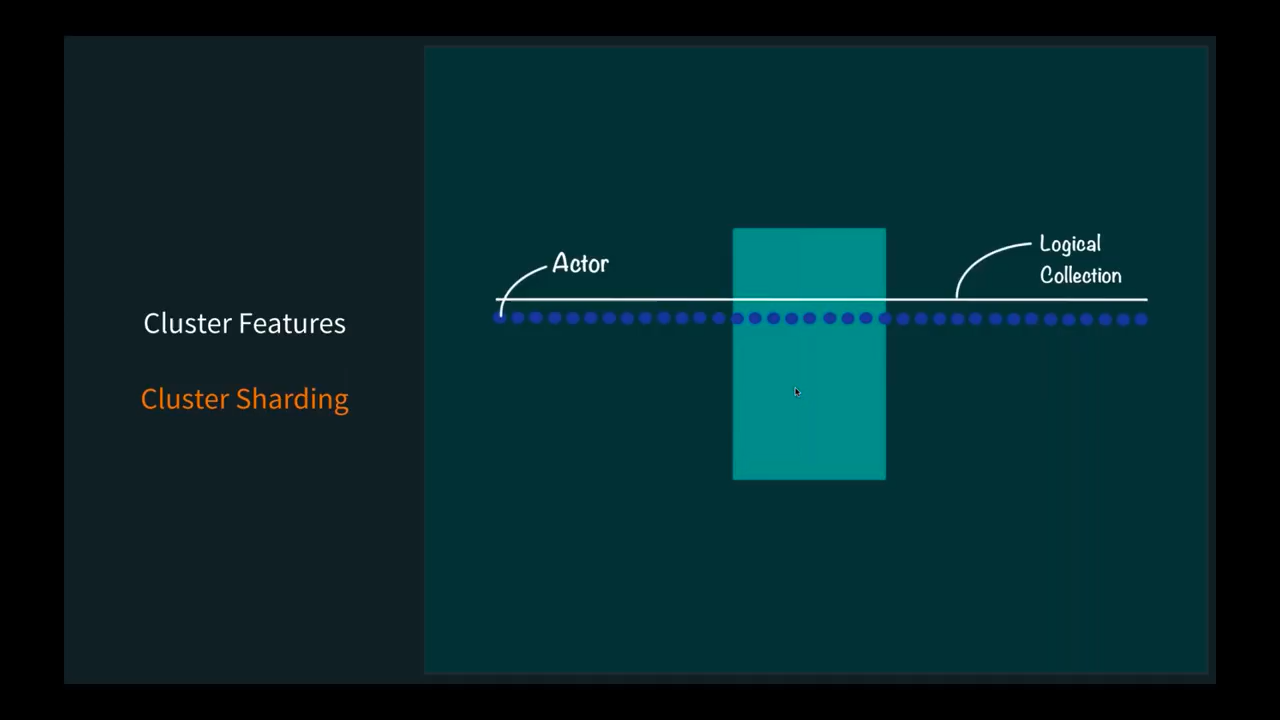 Cluster Features
Cluster Sharding
Actor
Logical
Collection